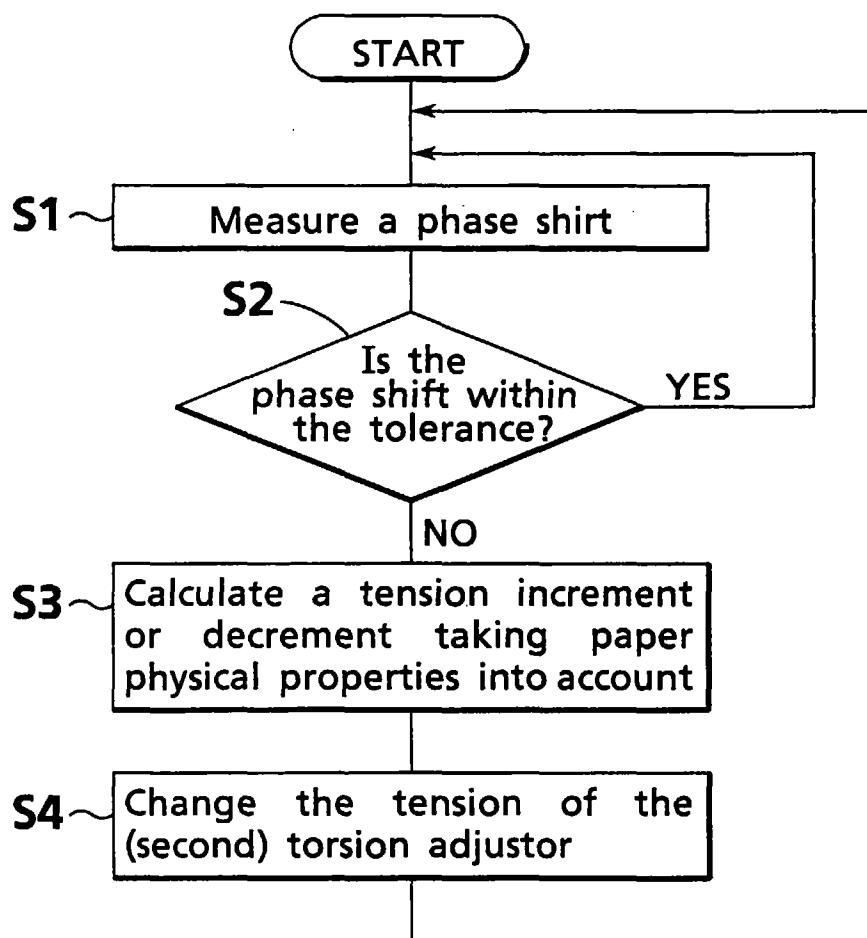 START
S1
Measure a phase shirt
S2
Is the
phase shift within
the tolerance?
YES
NO
S3
Calculate a tension increment
or decrement taking paper
physical properties into account
S4
Change the tension of the
(second) torsion adjustor